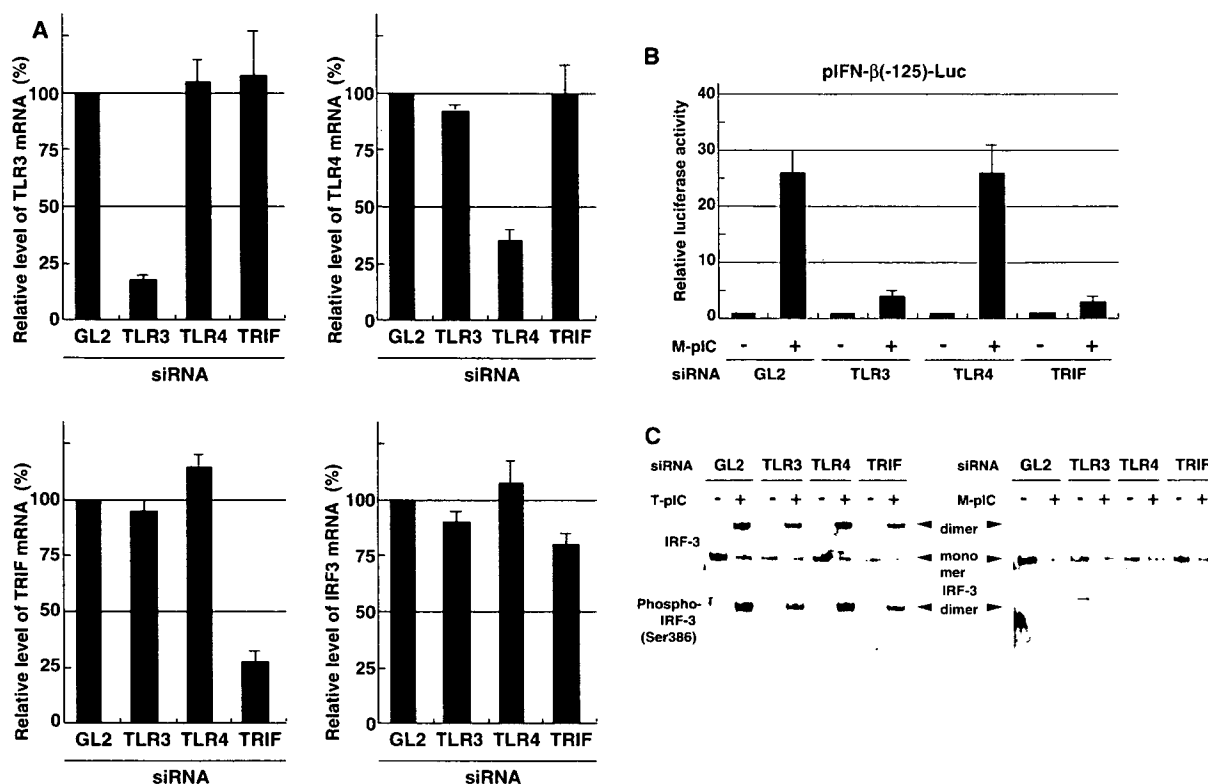 A
Relative level of TLR3 mRNA (%)
100
75
50
25
0
GL2 TLR3 TLR4 TRIF
siRNA
Relative level of TLR4 mRNA (%)
100
75
50
25
0
GL2 TLR3 TLR4 TRIF
siRNA
B
pIFN-β(-125)-Luc
Relative luciferase activity
40
30
20
10
0
M-pIC - + - + - + - +
siRNA GL2 TLR3 TLR4 TRIF
Relative level of TRIF mRNA (%)
100
75
50
25
0
GL2 TLR3 TLR4 TRIF
siRNA
Relative level of IRF3 mRNA (%)
100
75
50
25
0
GL2 TLR3 TLR4 TRIF
siRNA
C
siRNA GL2 TLR3 TLR4 TRIF
T-pIC - + - + - + - +
IRF-3
Phospho-
IRF-3
(Ser386)
dimer
mono
mer
IRF-3
dimer
siRNA GL2 TLR3 TLR4 TRIF
M-pIC - + - + - + - +